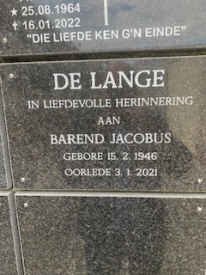 * 25.08.1964
✝ 16.01.2022
"DIE LIEFDE KEN G'N EINDE"
DE LANGE
IN LIEFDEVOLLE HERINNERING
AAN
BAREND JACOBUS
GEBORE 15. 2. 1946
OORLEDE 3. 1. 2021